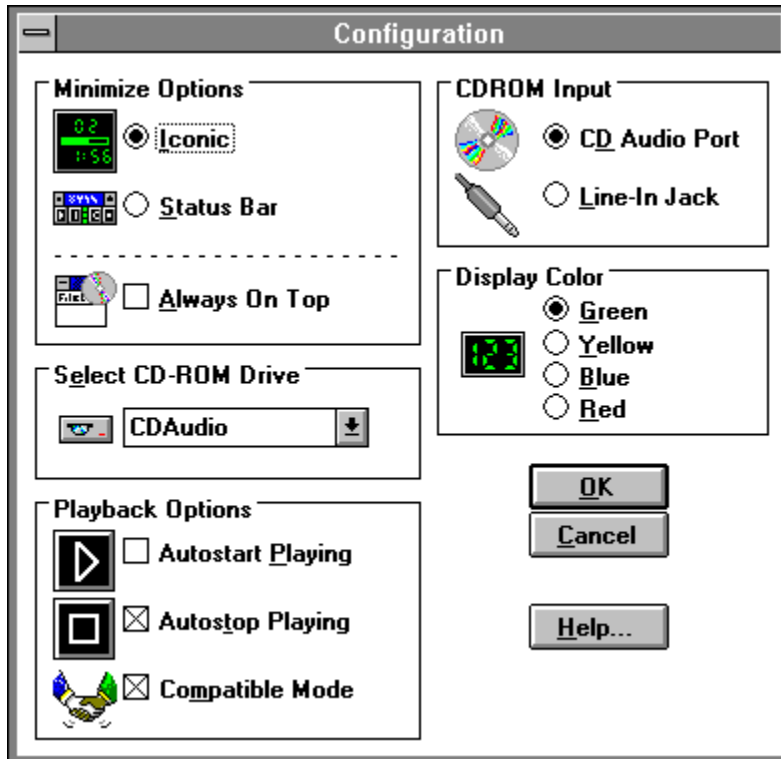 Configuration
Minimize Options
02
1:56
Iconic
Status Bar
Always On Top
Select CD-ROM Drive
CDAudio
Playback Options
Autostart Playing
Autostop Playing
Compatible Mode
CDROM Input
CD Audio Port
Line-In Jack
Display Color
123
Green
Yellow
Blue
Red
OK
Cancel
Help...